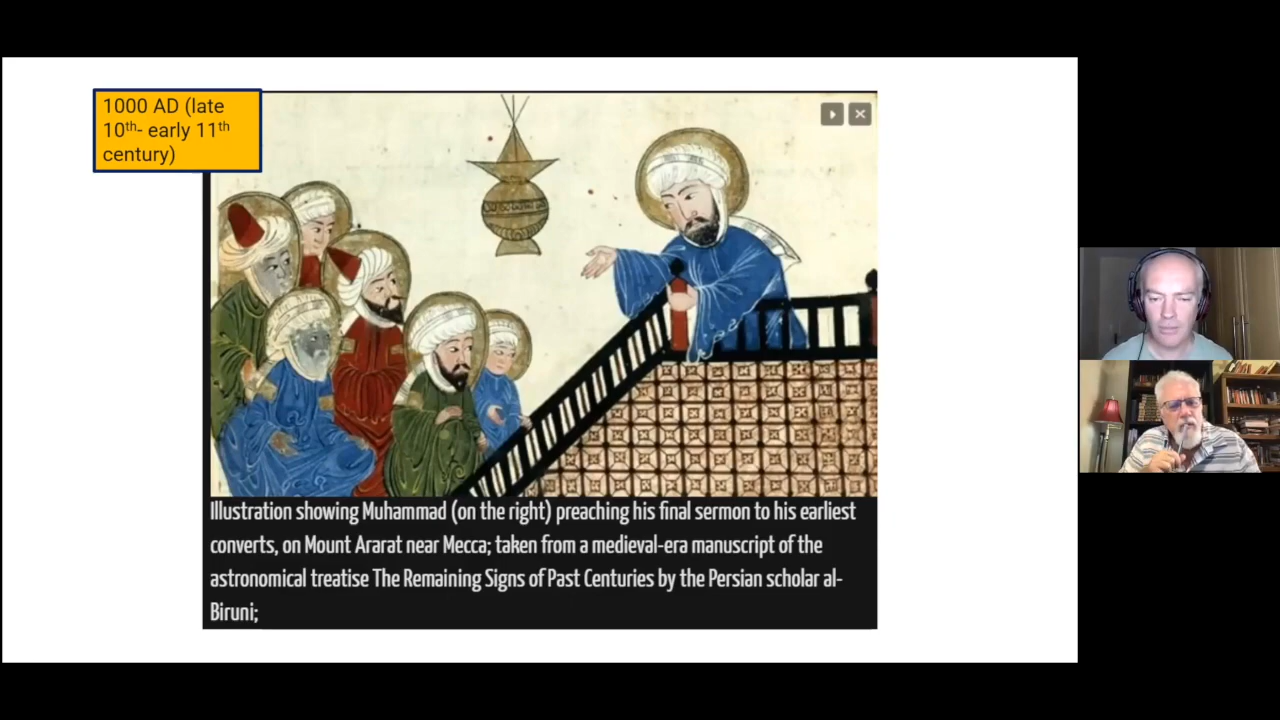 1000 AD (late
10th- early 11th
century)
Illustration showing Muhammad (on the right) preaching his final sermon to his earliest
converts, on Mount Ararat near Mecca; taken from a medieval-era manuscript of the
astronomical treatise The Remaining Signs of Past Centuries by the Persian scholar al-
Biruni;